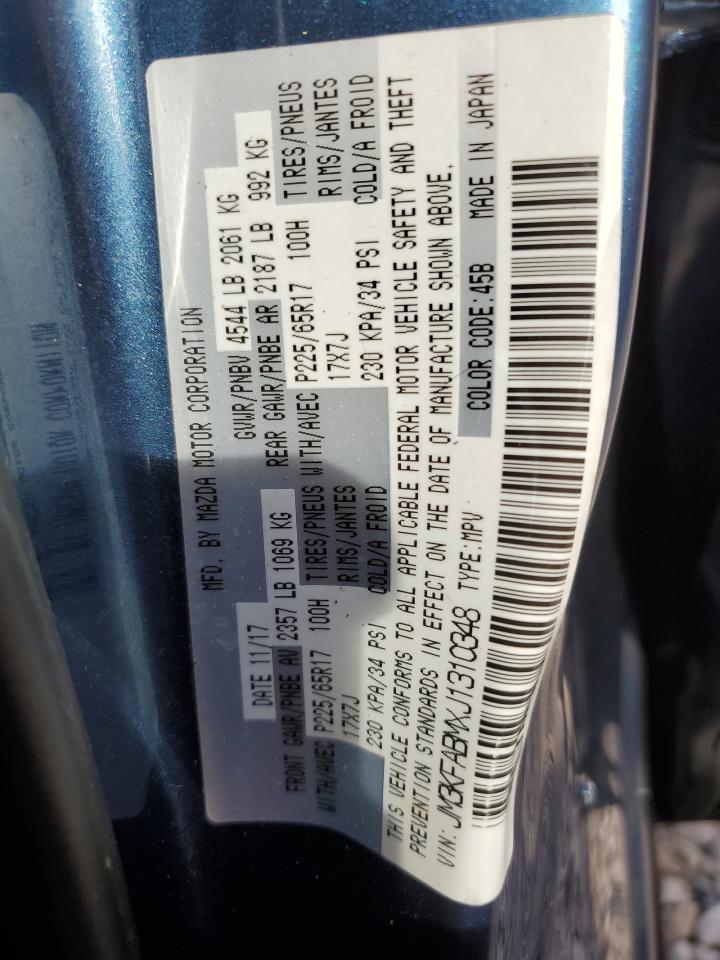 MFD. BY MAZDA MOTOR CORPORATION
DATE 11/17 GVWR/PNBV 4544 LB 2061 KG
FRONT GAWR/PNBE AV 2357 LB 1069 KG REAR GAWR/PNBE AR 2187 LB 992 KG
WITH/AVEC P225/65R17 100H TIRES/PNEUS WITH/AVEC P225/65R17 100H TIRES/PNEUS
17X7J RIMS/JANTES 17X7J RIMS/JANTES
230 KPA/34 PSI COLD/A FROID 230 KPA/34 PSI COLD/A FROID
THIS VEHICLE CONFORMS TO ALL APPLICABLE FEDERAL MOTOR VEHICLE SAFETY AND THEFT
PREVENTION STANDARDS IN EFFECT ON THE DATE OF MANUFACTURE SHOWN ABOVE.
VIN: JM3KFABMXJ1310348 TYPE: MPV COLOR CODE: 45B MADE IN JAPAN